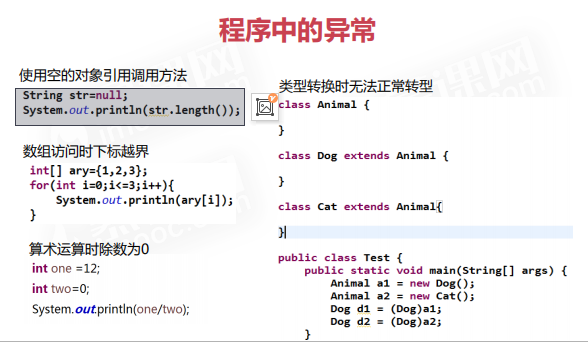 程序中的异常
使用空的对象引用调用方法
String str=null;
System.out.println(str.length());
数组访问时下标越界
int[] ary={1,2,3};
for(int i=0;i<=3;i++){
System.out.println(ary[i]);
}
算术运算时除数为0
int one =12;
int two=0;
System.out.println(one/two);
类型转换时无法正常转型
class Animal {
}
class Dog extends Animal {
}
class Cat extends Animal{
}
public class Test {
public static void main(String[] args) {
Animal a1 = new Dog();
Animal a2 = new Cat();
Dog d1 = (Dog)a1;
Dog d2 = (Dog)a2;
}